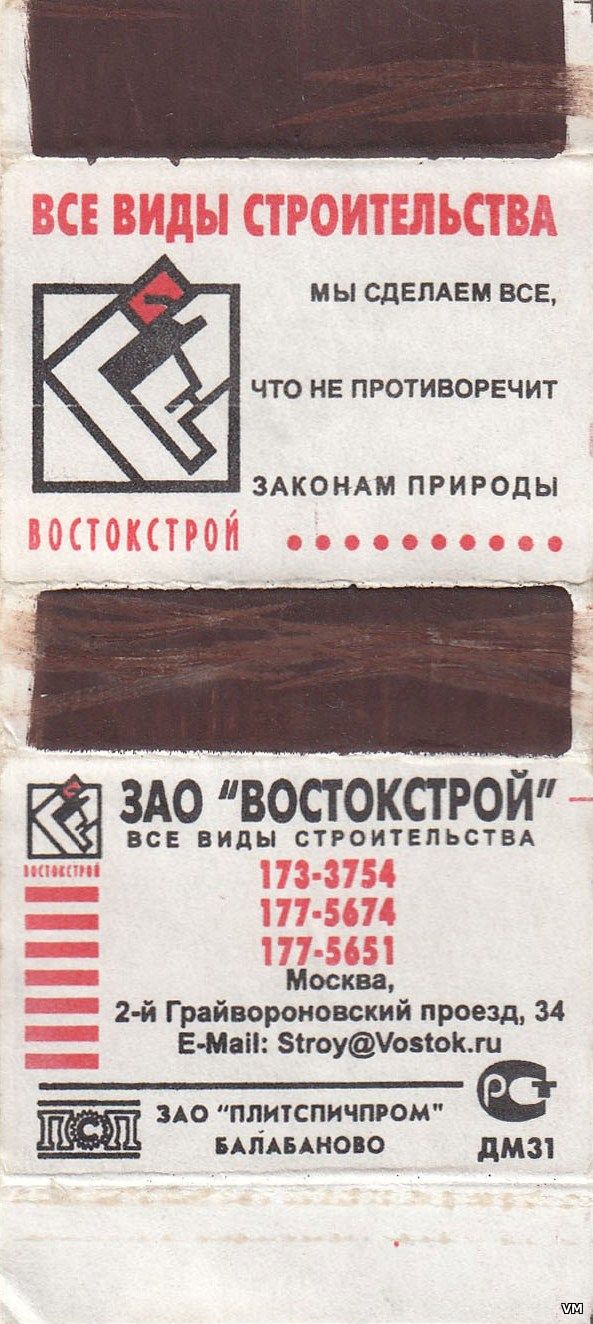 ВСЕ ВИДЫ СТРОИТЕЛЬСТВА
МЫ СДЕЛАЕМ ВСЕ,
ЧТО НЕ ПРОТИВОРЕЧИТ
ЗАКОНАМ ПРИРОДЫ
ВОСТОКСТРОЙ
ЗАО "ВОСТОКСТРОЙ"
ВСЕ ВИДЫ СТРОИТЕЛЬСТВА
ВОСТОКСТРОЙ
173-3754
177-5674
177-5651
Москва,
2-й Грайвороновский проезд, 34
E-Mail: Stroy@Vostok.ru
ПСП
ЗАО "ПЛИТСПИЧПРОМ"
БАЛАБАНОВО
РСТ
ДМ31
VM